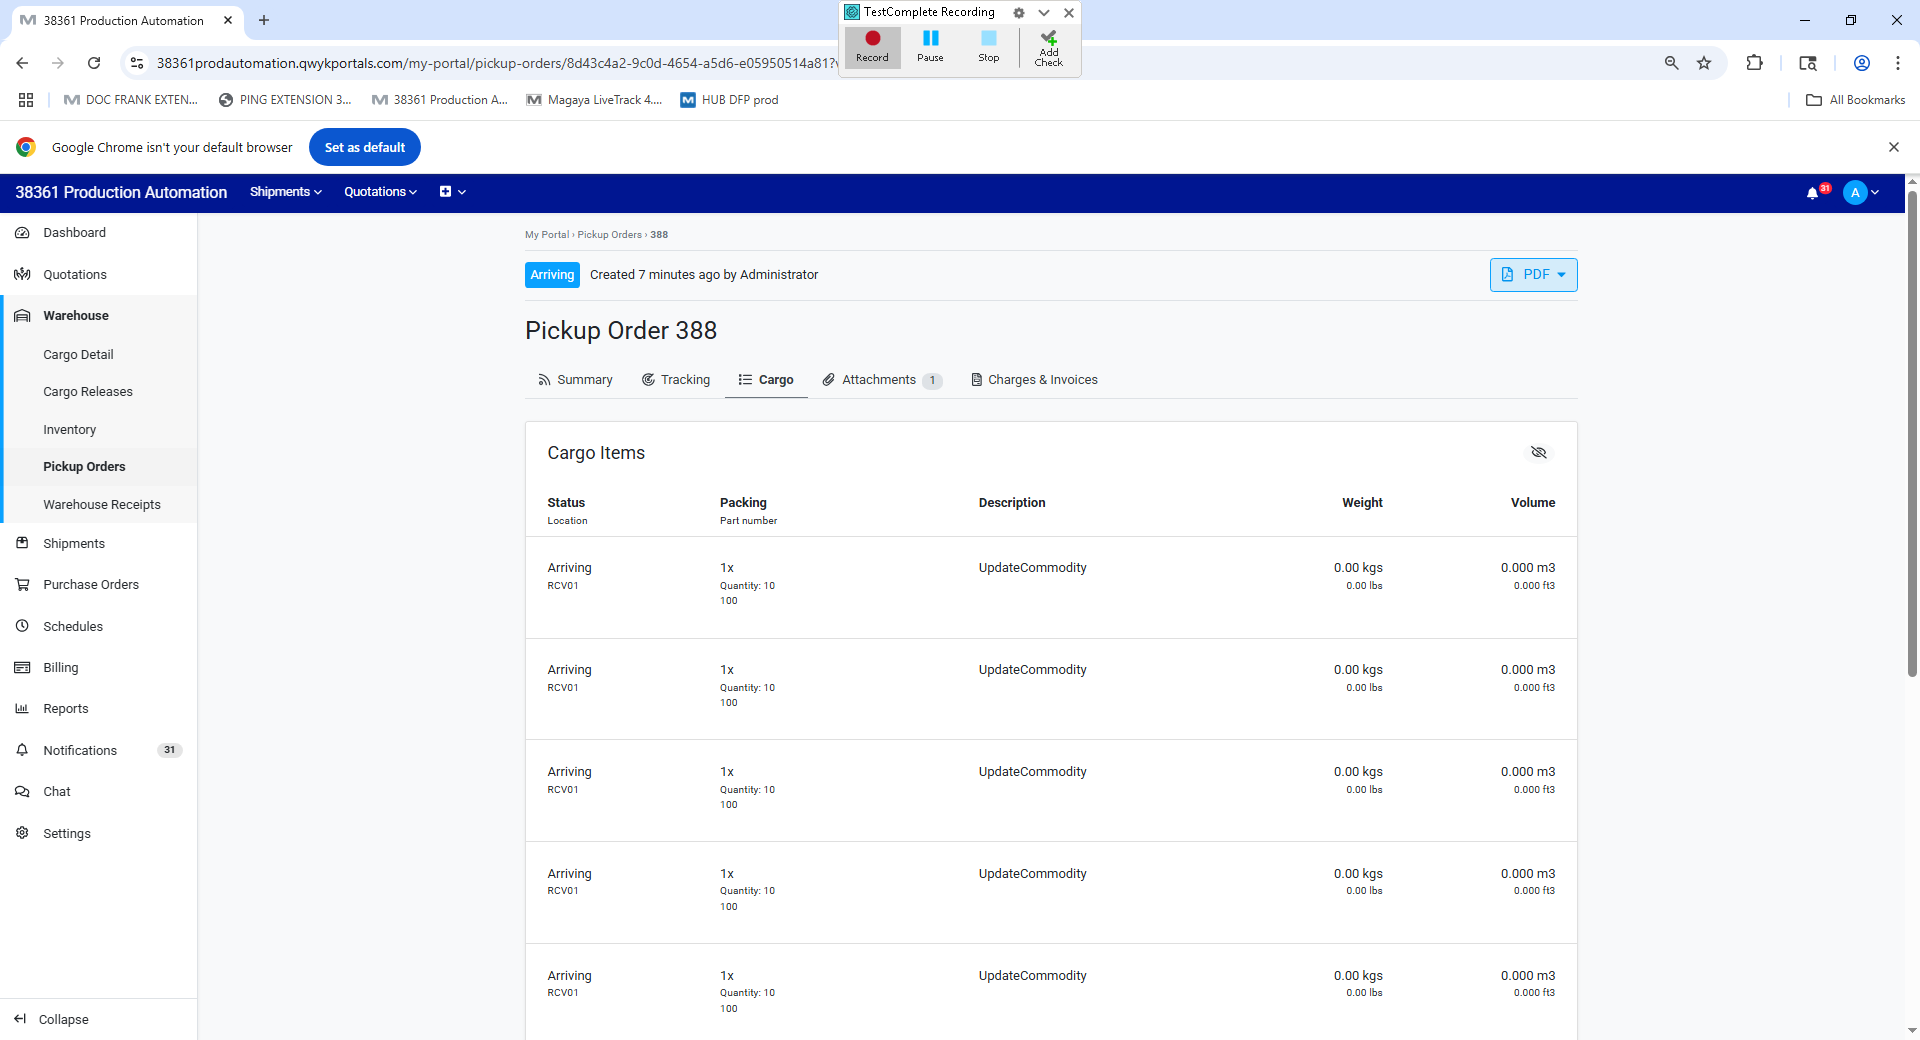 38361 Production Automation
TestComplete Recording
Record
Pause
Stop
Add
Check
38361prodautomation.qwykportals.com/my-portal/pickup-orders/8d43c4a2-9c0d-4654-a5d6-e05950514a81?
DOC FRANK EXTEN...
PING EXTENSION 3...
38361 Production A...
Magaya LiveTrack 4....
HUB DFP prod
All Bookmarks
Google Chrome isn't your default browser
Set as default
38361 Production Automation
Shipments
Quotations
31
A
Dashboard
Quotations
Warehouse
Cargo Detail
Cargo Releases
Inventory
Pickup Orders
Warehouse Receipts
Shipments
Purchase Orders
Schedules
Billing
Reports
Notifications
31
Chat
Settings
Collapse
My Portal › Pickup Orders › 388
Arriving
Created 7 minutes ago by Administrator
PDF
Pickup Order 388
Summary
Tracking
Cargo
Attachments
1
Charges & Invoices
Cargo Items
Status
Location
Packing
Part number
Description
Weight
Volume
Arriving
RCV01
1x
Quantity: 10
100
UpdateCommodity
0.00 kgs
0.00 lbs
0.000 m3
0.000 ft3
Arriving
RCV01
1x
Quantity: 10
100
UpdateCommodity
0.00 kgs
0.00 lbs
0.000 m3
0.000 ft3
Arriving
RCV01
1x
Quantity: 10
100
UpdateCommodity
0.00 kgs
0.00 lbs
0.000 m3
0.000 ft3
Arriving
RCV01
1x
Quantity: 10
100
UpdateCommodity
0.00 kgs
0.00 lbs
0.000 m3
0.000 ft3
Arriving
RCV01
1x
Quantity: 10
100
UpdateCommodity
0.00 kgs
0.00 lbs
0.000 m3
0.000 ft3